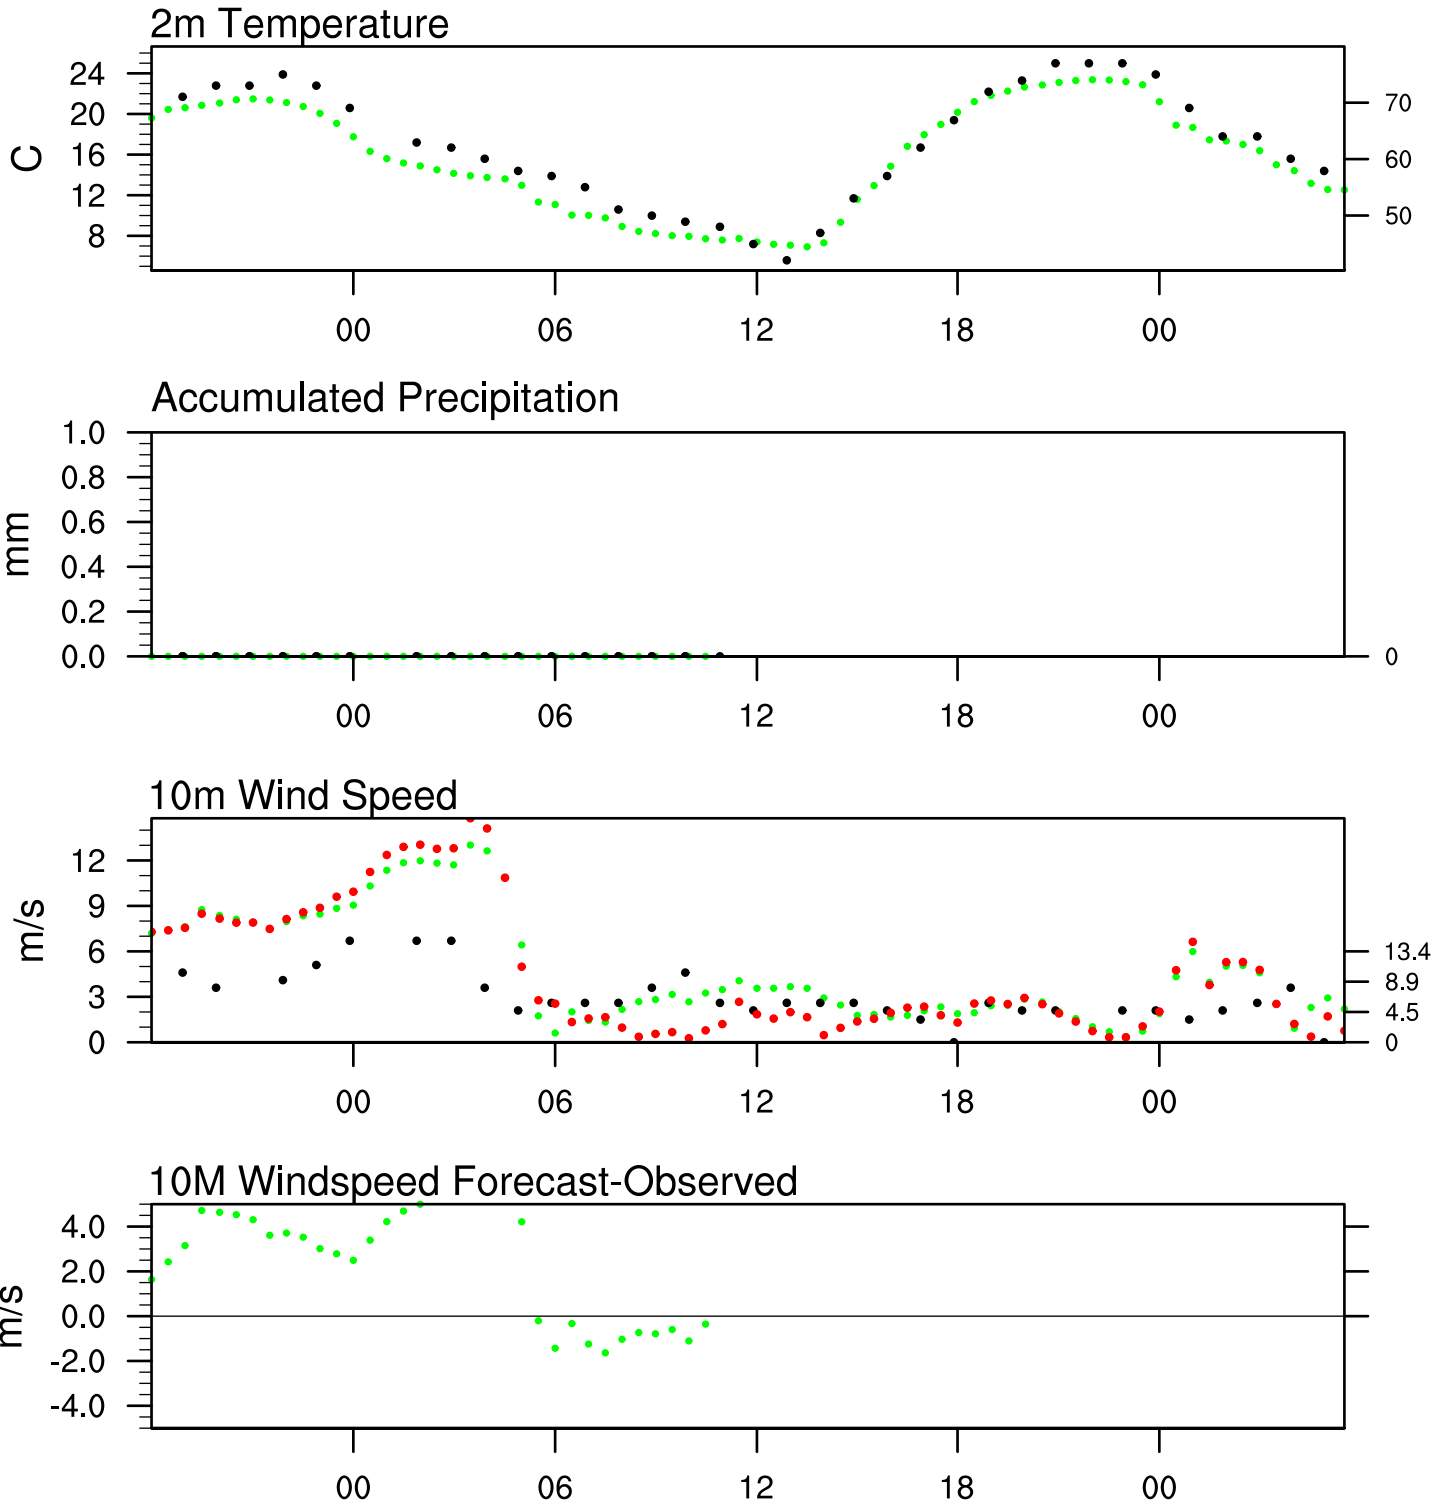 2m Temperature
24
20
16
12
8
C
70
60
50
00 06 12 18 00
Accumulated Precipitation
1.0
0.8
0.6
0.4
0.2
0.0
mm
0
00 06 12 18 00
10m Wind Speed
12
9
6
3
0
m/s
13.4
8.9
4.5
0
00 06 12 18 00
10M Windspeed Forecast-Observed
4.0
2.0
0.0
-2.0
-4.0
m/s
00 06 12 18 00